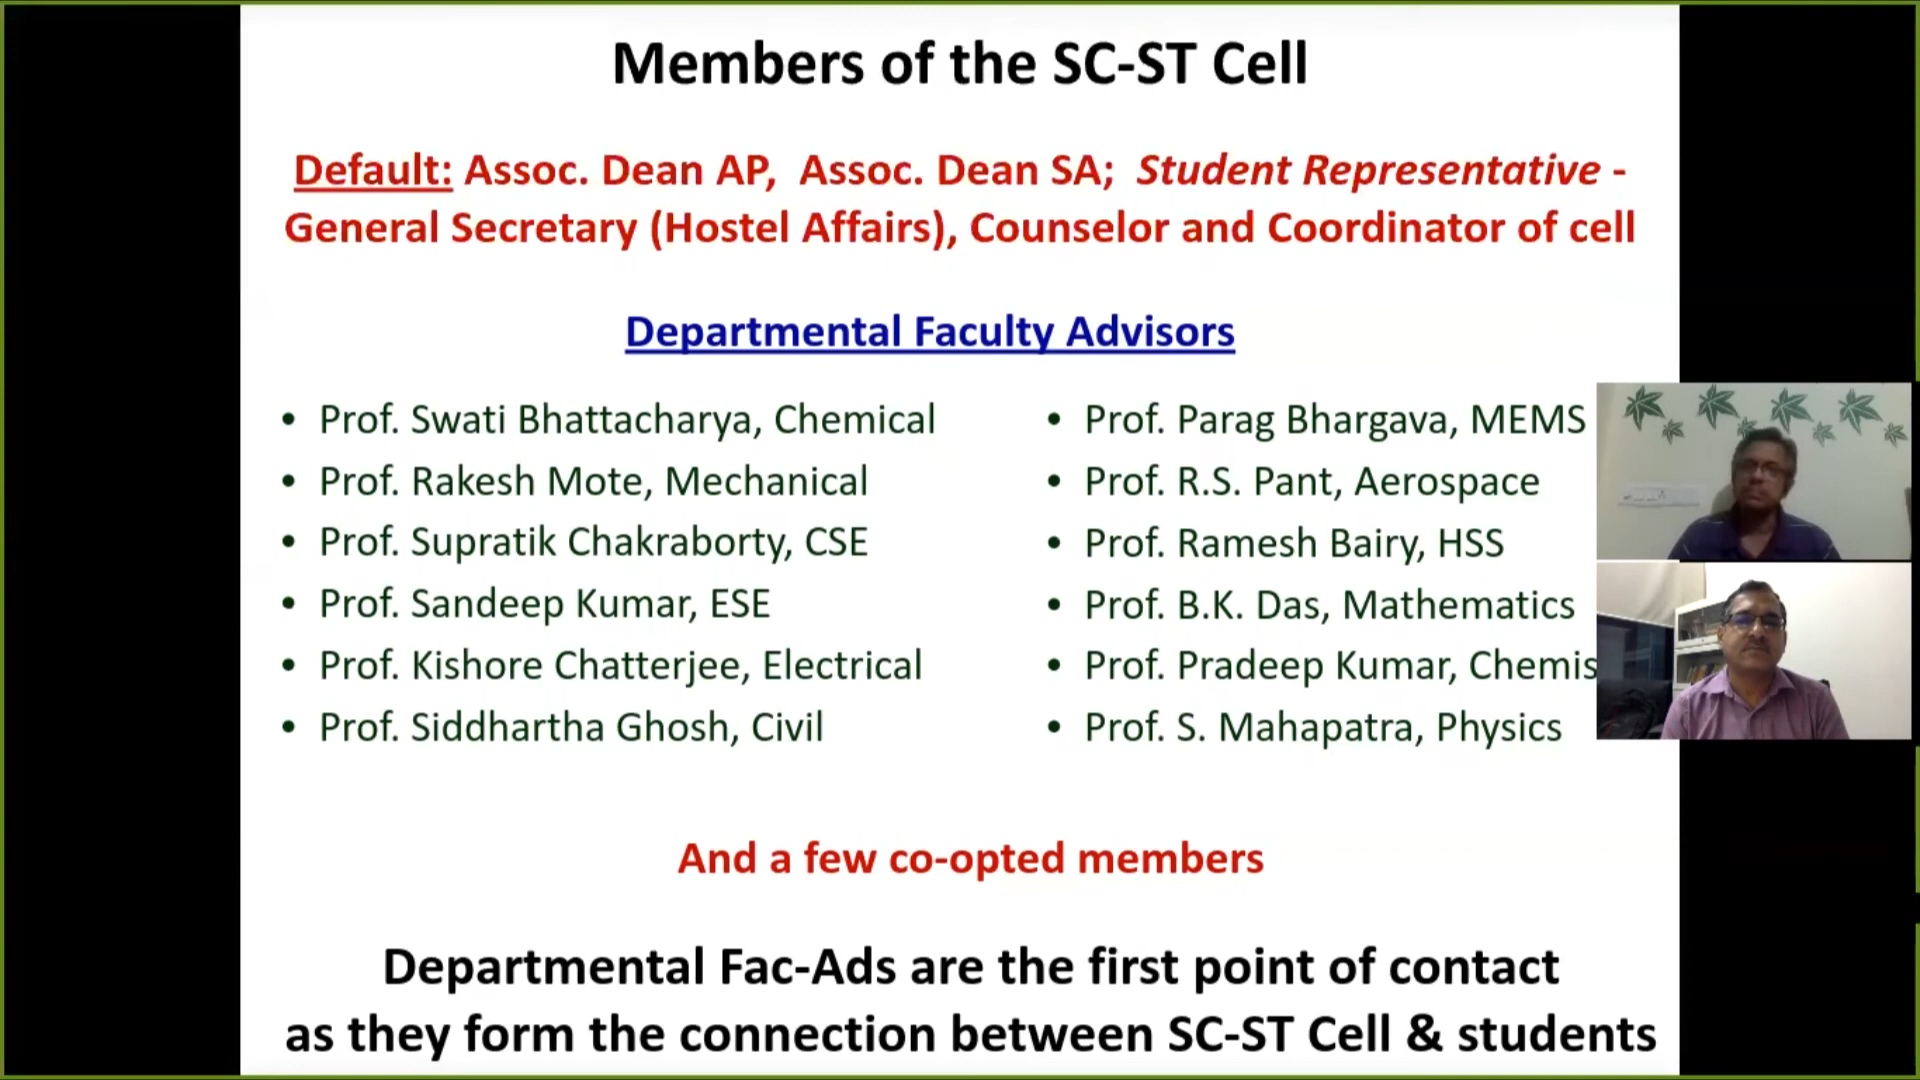 Members of the SC-ST Cell
Default: Assoc. Dean AP, Assoc. Dean SA; Student Representative -
General Secretary (Hostel Affairs), Counselor and Coordinator of cell
Departmental Faculty Advisors
• Prof. Swati Bhattacharya, Chemical
• Prof. Rakesh Mote, Mechanical
• Prof. Supratik Chakraborty, CSE
• Prof. Sandeep Kumar, ESE
• Prof. Kishore Chatterjee, Electrical
• Prof. Siddhartha Ghosh, Civil
• Prof. Parag Bhargava, MEMS
• Prof. R.S. Pant, Aerospace
• Prof. Ramesh Bairy, HSS
• Prof. B.K. Das, Mathematics
• Prof. Pradeep Kumar, Chemis
• Prof. S. Mahapatra, Physics
And a few co-opted members
Departmental Fac-Ads are the first point of contact
as they form the connection between SC-ST Cell & students